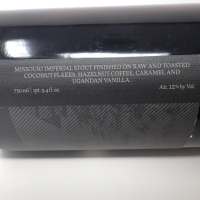 MISSOURI IMPERIAL STOUT FINISHED ON RAW AND TOASTED
COCONUT FLAKES, HAZELNUT COFFEE, CARAMEL AND
UGANDAN VANILLA.
750 ml | 1pt. 9.4fl oz. Alc. 12% by Vol.